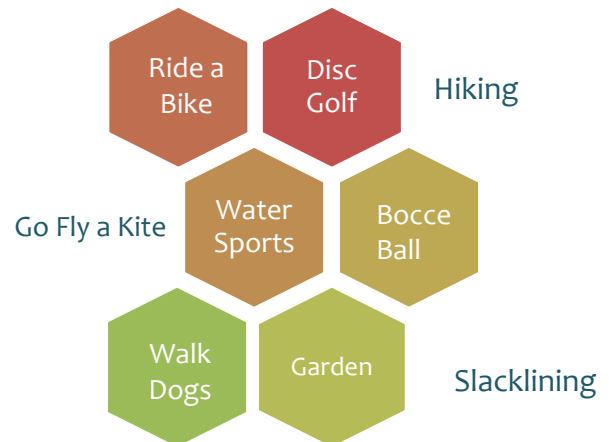 Ride a
Bike
Disc
Golf
Hiking
Go Fly a Kite
Water
Sports
Bocce
Ball
Walk
Dogs
Garden
Slacklining